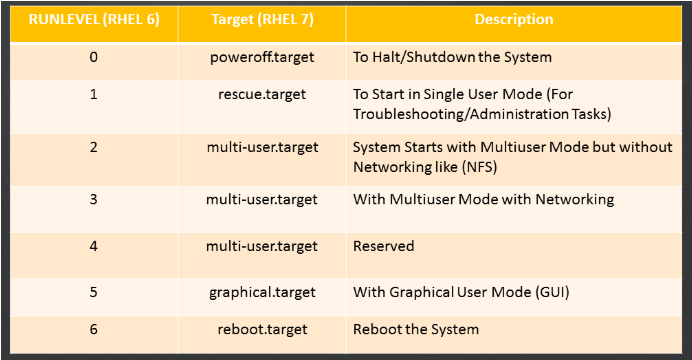 RUNLEVEL (RHEL 6) Target (RHEL 7) Description
0 poweroff.target To Halt/Shutdown the System
1 rescue.target To Start in Single User Mode (For
Troubleshooting/Administration Tasks)
2 multi-user.target System Starts with Multiuser Mode but without
Networking like (NFS)
3 multi-user.target With Multiuser Mode with Networking
4 multi-user.target Reserved
5 graphical.target With Graphical User Mode (GUI)
6 reboot.target Reboot the System